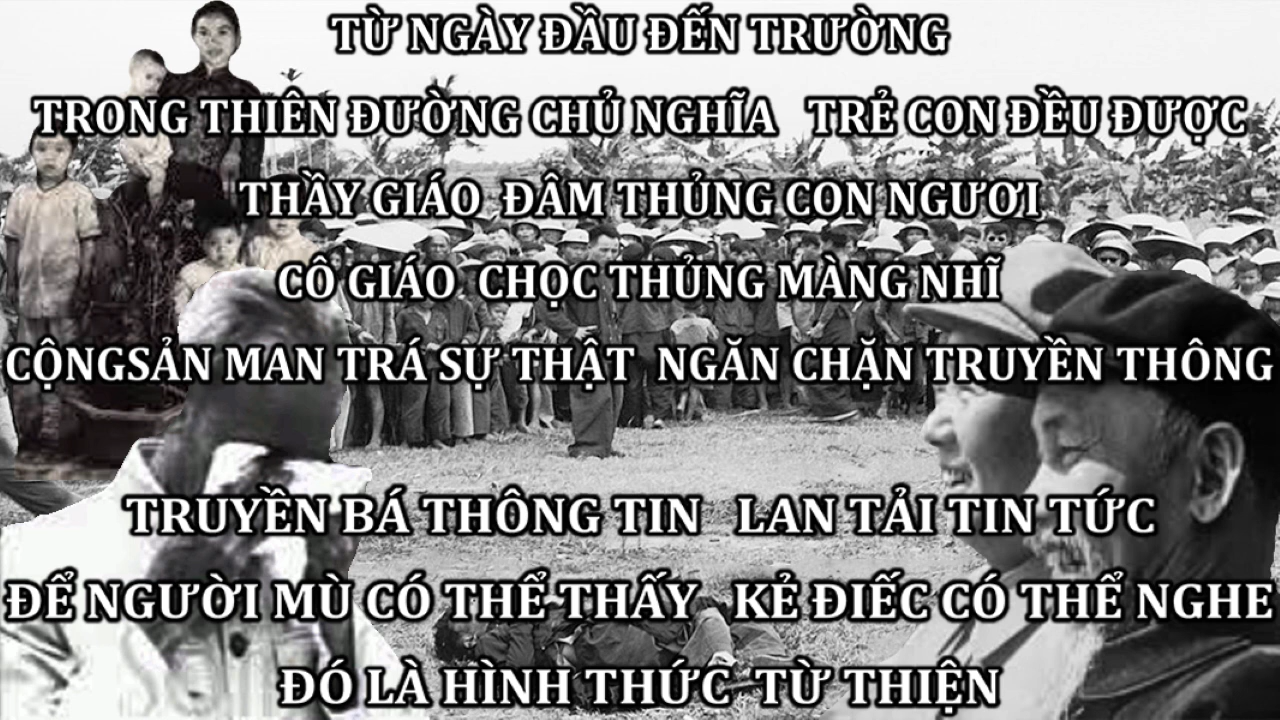 TỪ NGÀY ĐẦU ĐẾN TRƯỜNG
TRONG THIÊN ĐƯỜNG CHỦ NGHĨA TRẺ CON ĐỀU ĐƯỢC
THẦY GIÁO ĐÂM THỦNG CON NGƯƠI
CÔ GIÁO CHỌC THỦNG MÀNG NHĨ
CỘNGSẢN MAN TRÁ SỰ THẬT NGĂN CHẶN TRUYỀN THÔNG
TRUYỀN BÁ THÔNG TIN LAN TẢI TIN TỨC
ĐỂ NGƯỜI MÙ CÓ THỂ THẤY KẺ ĐIẾC CÓ THỂ NGHE
ĐÓ LÀ HÌNH THỨC TỪ THIỆN